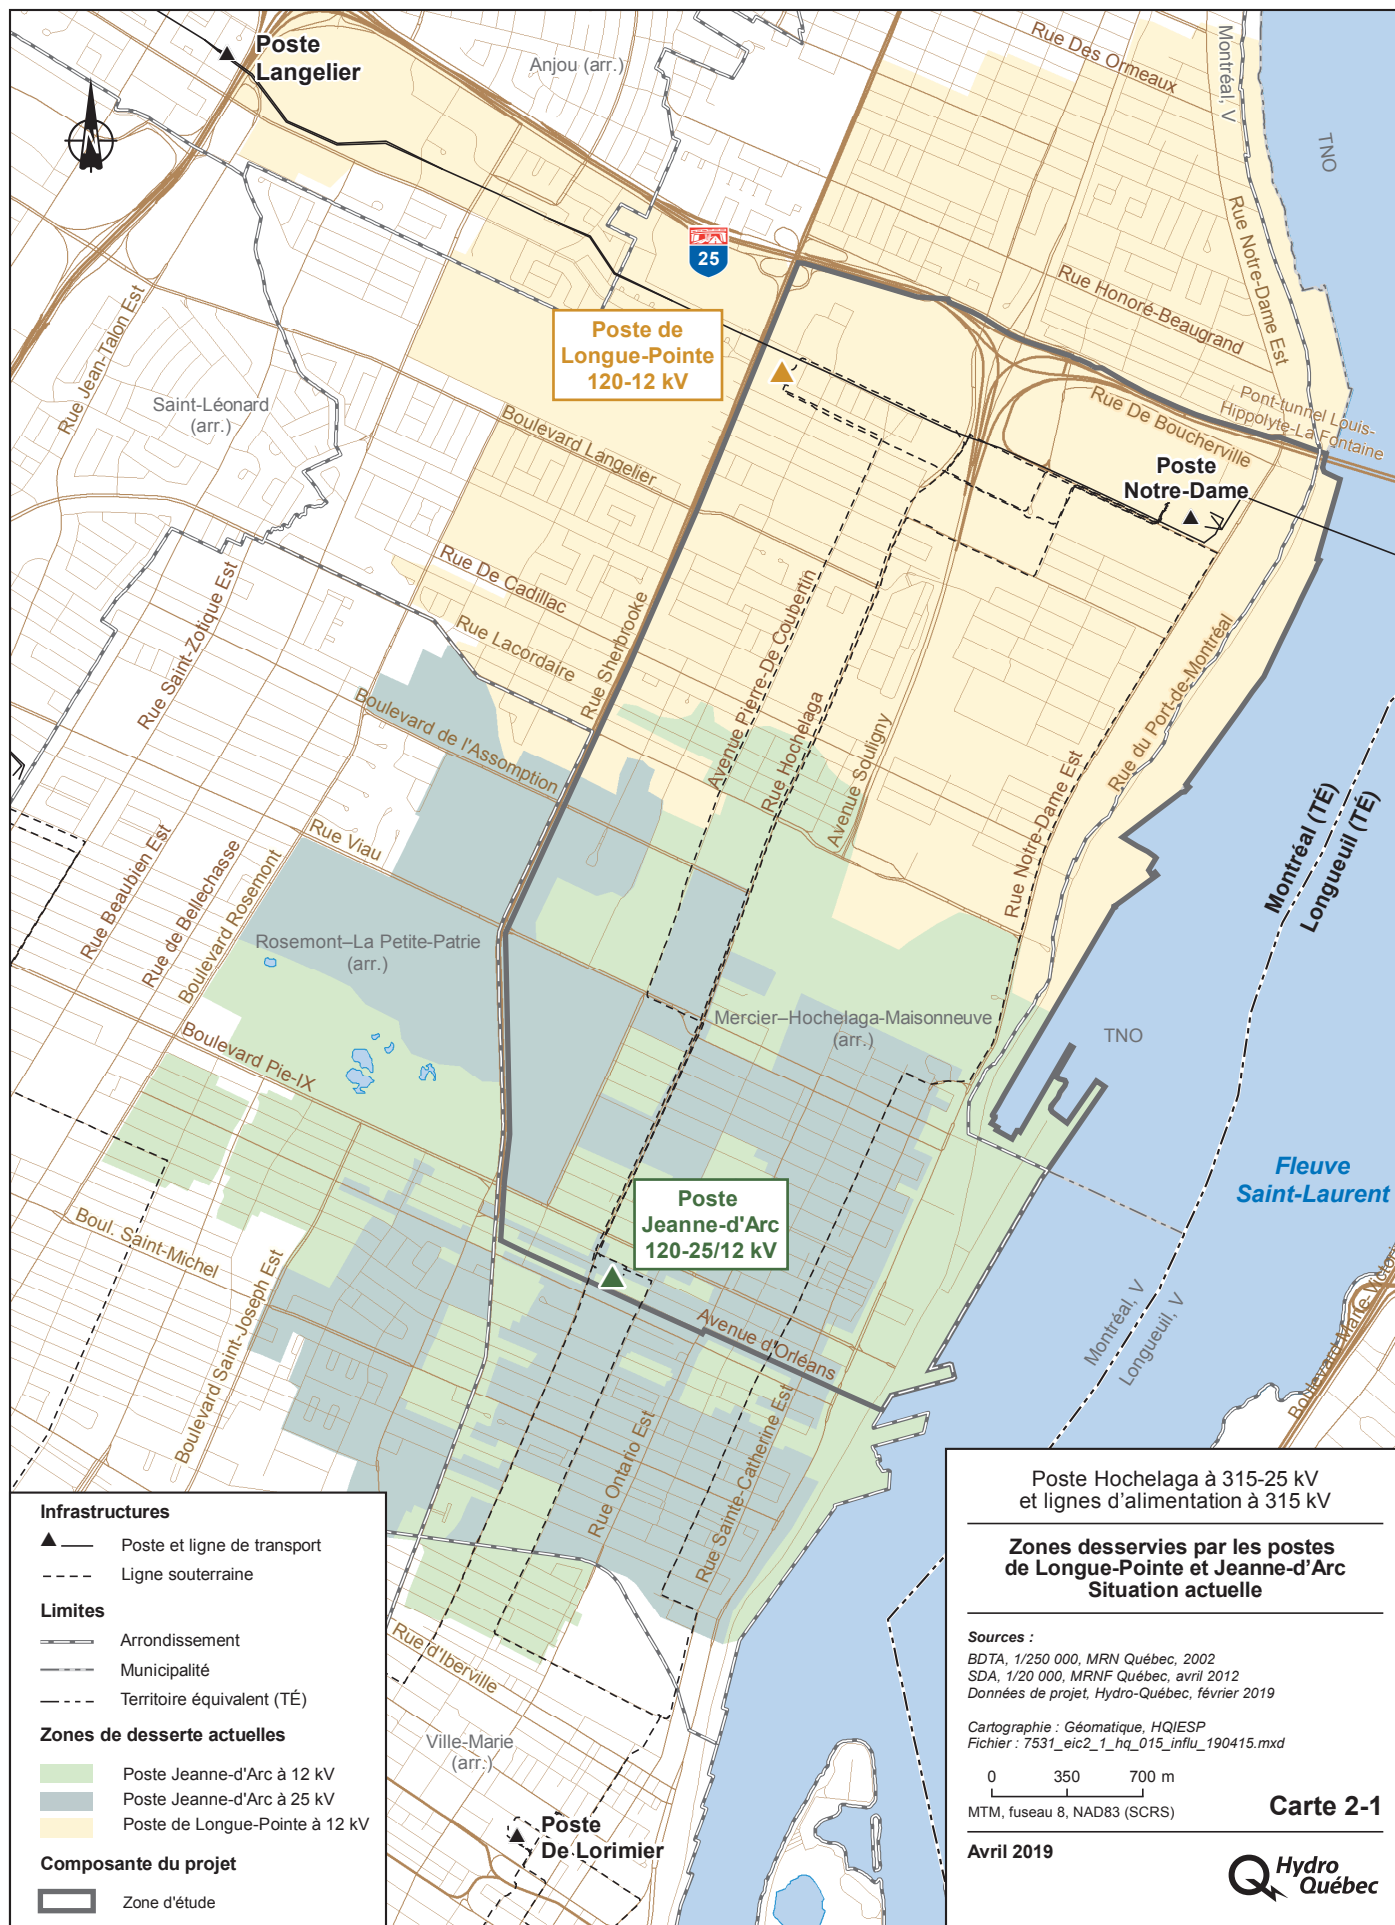 Poste
Langelier
Anjou (arr.)
Rue Des Ormeaux
Montréal, V
TNO
N
25
Rue Notre-Dame Est
Rue Honoré-Beaugrand
Poste de
Longue-Pointe
120-12 kV
Rue Jean-Talon Est
Saint-Léonard
(arr.)
Boulevard Langelier
Pont-tunnel Louis-
Hippolyte-La Fontaine
Rue De Boucherville
Poste
Notre-Dame
Rue De Cadillac
Rue Saint-Zotique Est
Rue Lacordaire
Rue Sherbrooke
Avenue Pierre-De Coubertin
Rue Hochelaga
Avenue Souligny
Rue du Port-de-Montréal
Boulevard de l'Assomption
Rue Notre-Dame Est
Montréal (TÉ)
Longueuil (TÉ)
Rue Viau
Rue Beaubien Est
Rue de Bellechasse
Boulevard Rosemont
Rosemont–La Petite-Patrie
(arr.)
Mercier–Hochelaga-Maisonneuve
(arr.)
TNO
Boulevard Pie-IX
Fleuve
Saint-Laurent
Poste
Jeanne-d'Arc
120-25/12 kV
Boul. Saint-Michel
Boulevard Saint-Joseph Est
Avenue d'Orléans
Montréal, V
Longueuil, V
Rue Ontario Est
Rue Sainte-Catherine Est
Rue d'Iberville
Ville-Marie
(arr.)
Poste
De Lorimier
Infrastructures
Poste et ligne de transport
Ligne souterraine
Limites
Arrondissement
Municipalité
Territoire équivalent (TÉ)
Zones de desserte actuelles
Poste Jeanne-d'Arc à 12 kV
Poste Jeanne-d'Arc à 25 kV
Poste de Longue-Pointe à 12 kV
Composante du projet
Zone d'étude
Poste Hochelaga à 315-25 kV
et lignes d’alimentation à 315 kV
Zones desservies par les postes
de Longue-Pointe et Jeanne-d’Arc
Situation actuelle
Sources :
BDTA, 1/250 000, MRN Québec, 2002
SDA, 1/20 000, MRNF Québec, avril 2012
Données de projet, Hydro-Québec, février 2019
Cartographie : Géomatique, HQIESP
Fichier : 7531_eic2_1_hq_015_influ_190415.mxd
0 350 700 m
MTM, fuseau 8, NAD83 (SCRS)
Carte 2-1
Avril 2019
Hydro
Québec